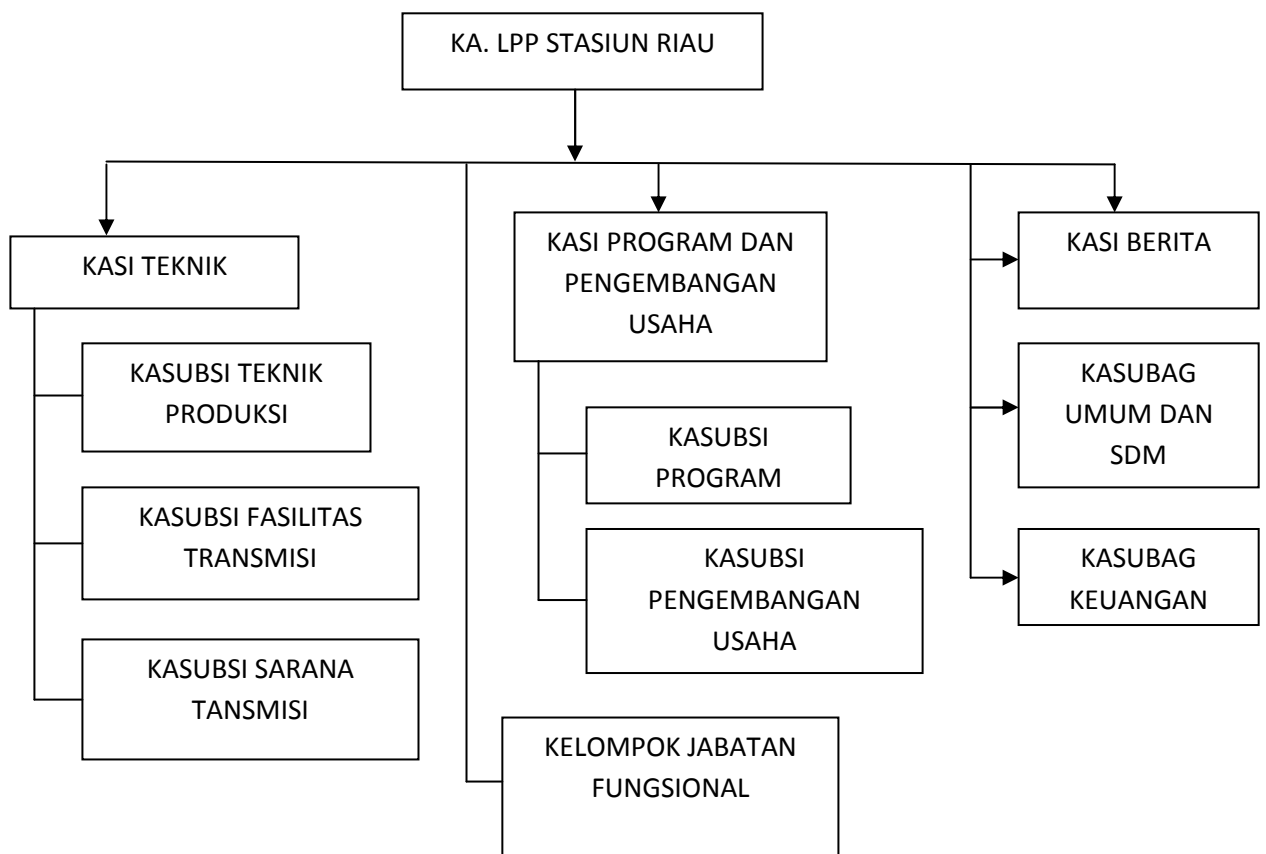 KA. LPP STASIUN RIAU
KASI TEKNIK
KASUBSI TEKNIK
PRODUKSI
KASUBSI FASILITAS
TRANSMISI
KASUBSI SARANA
TANSMISI
KASI PROGRAM DAN
PENGEMBANGAN
USAHA
KASUBSI
PROGRAM
KASUBSI
PENGEMBANGAN
USAHA
KELOMPOK JABATAN
FUNGSIONAL
KASI BERITA
KASUBAG
UMUM DAN
SDM
KASUBAG
KEUANGAN